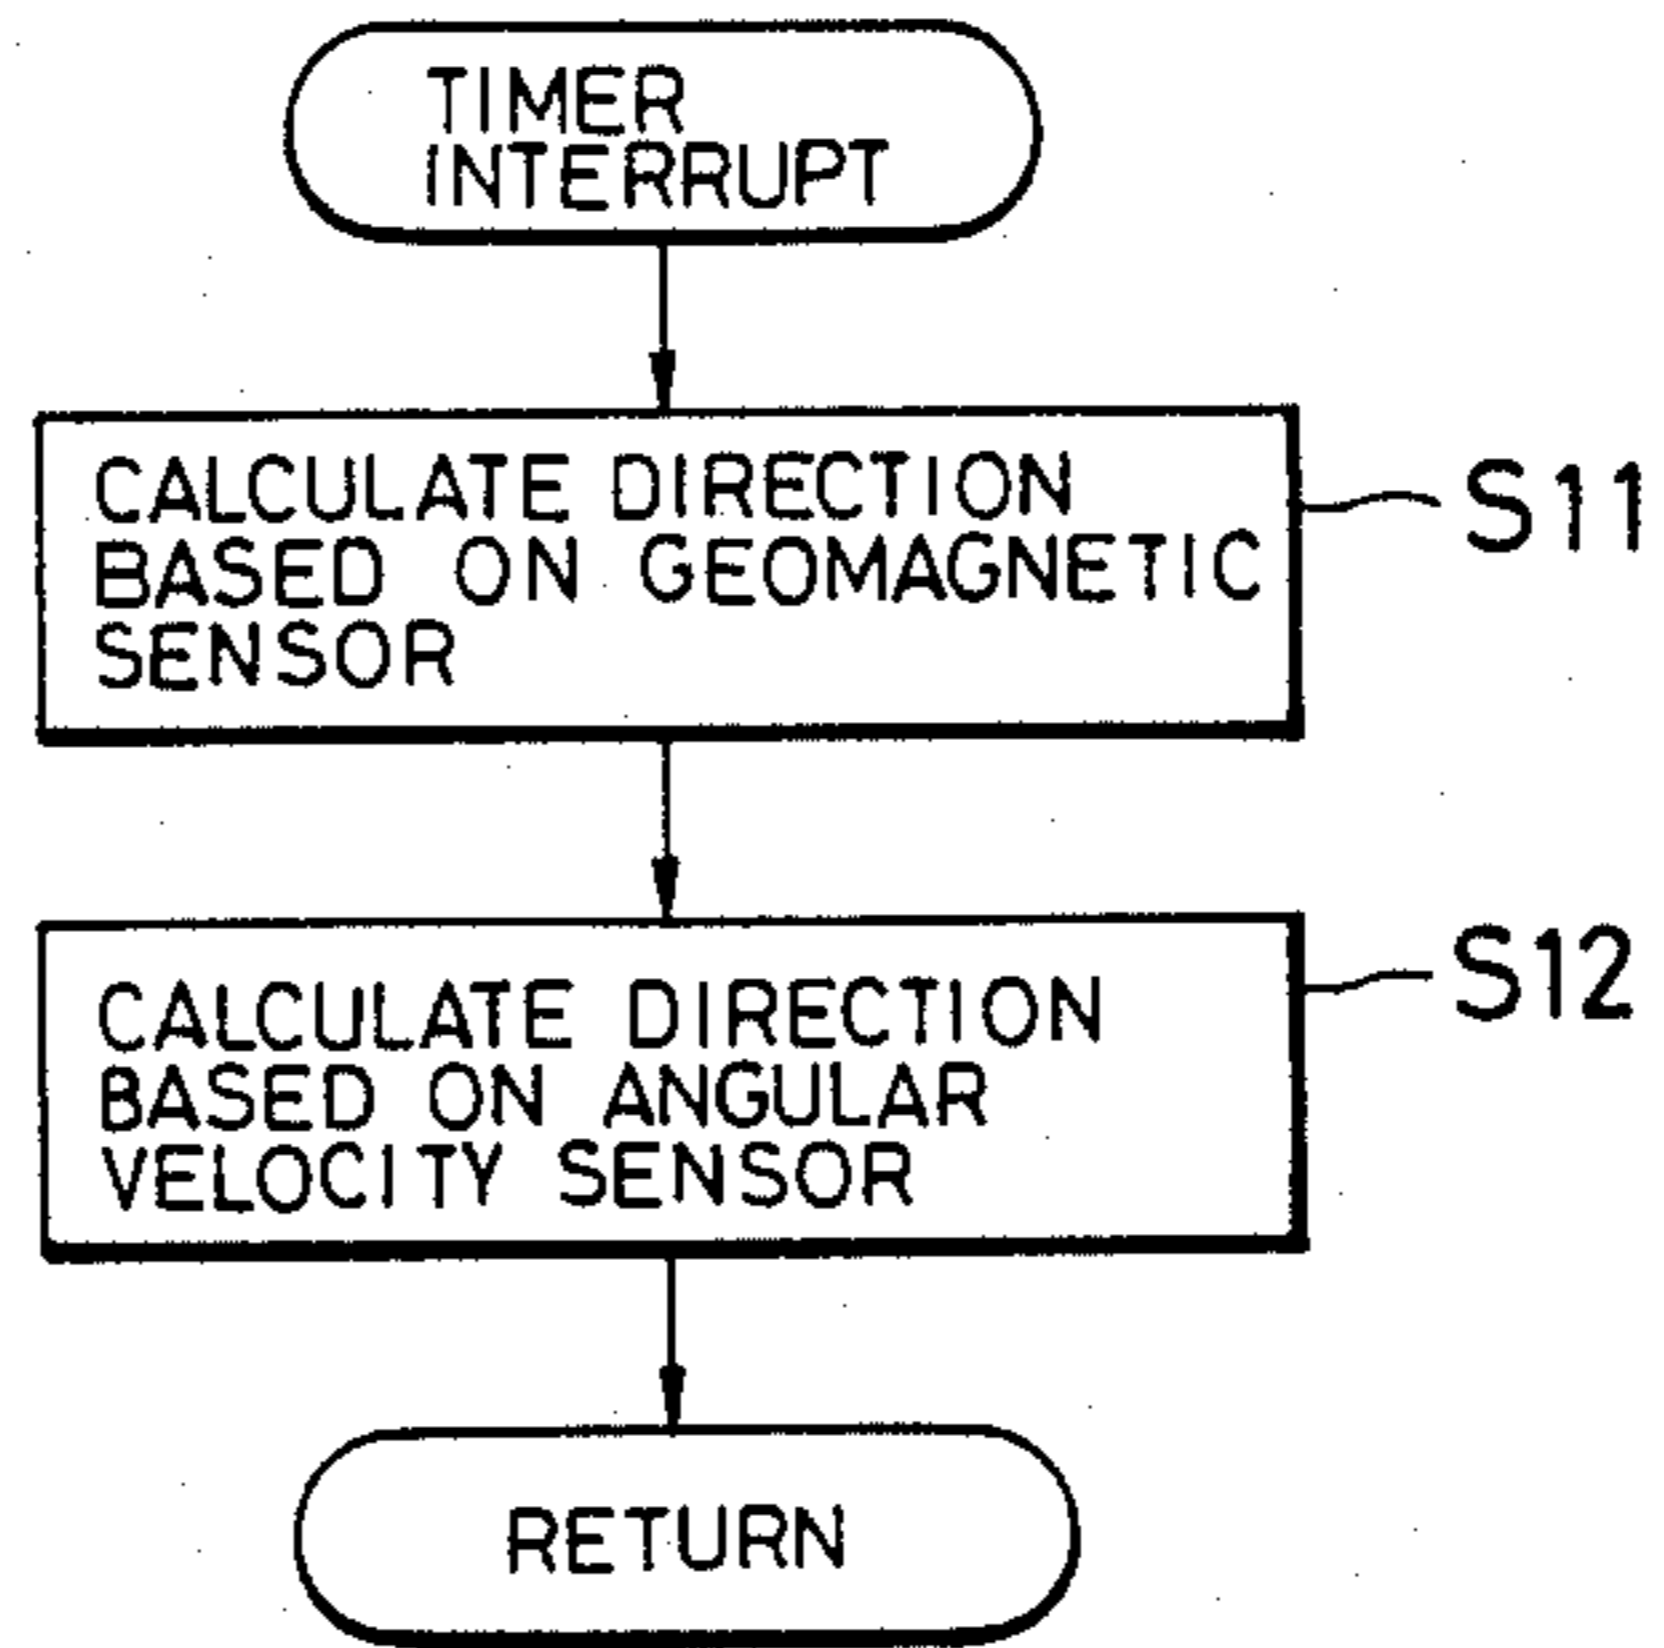 TIMER
INTERRUPT
CALCULATE DIRECTION
BASED ON GEOMAGNETIC
SENSOR
S11
CALCULATE DIRECTION
BASED ON ANGULAR
VELOCITY SENSOR
S12
RETURN